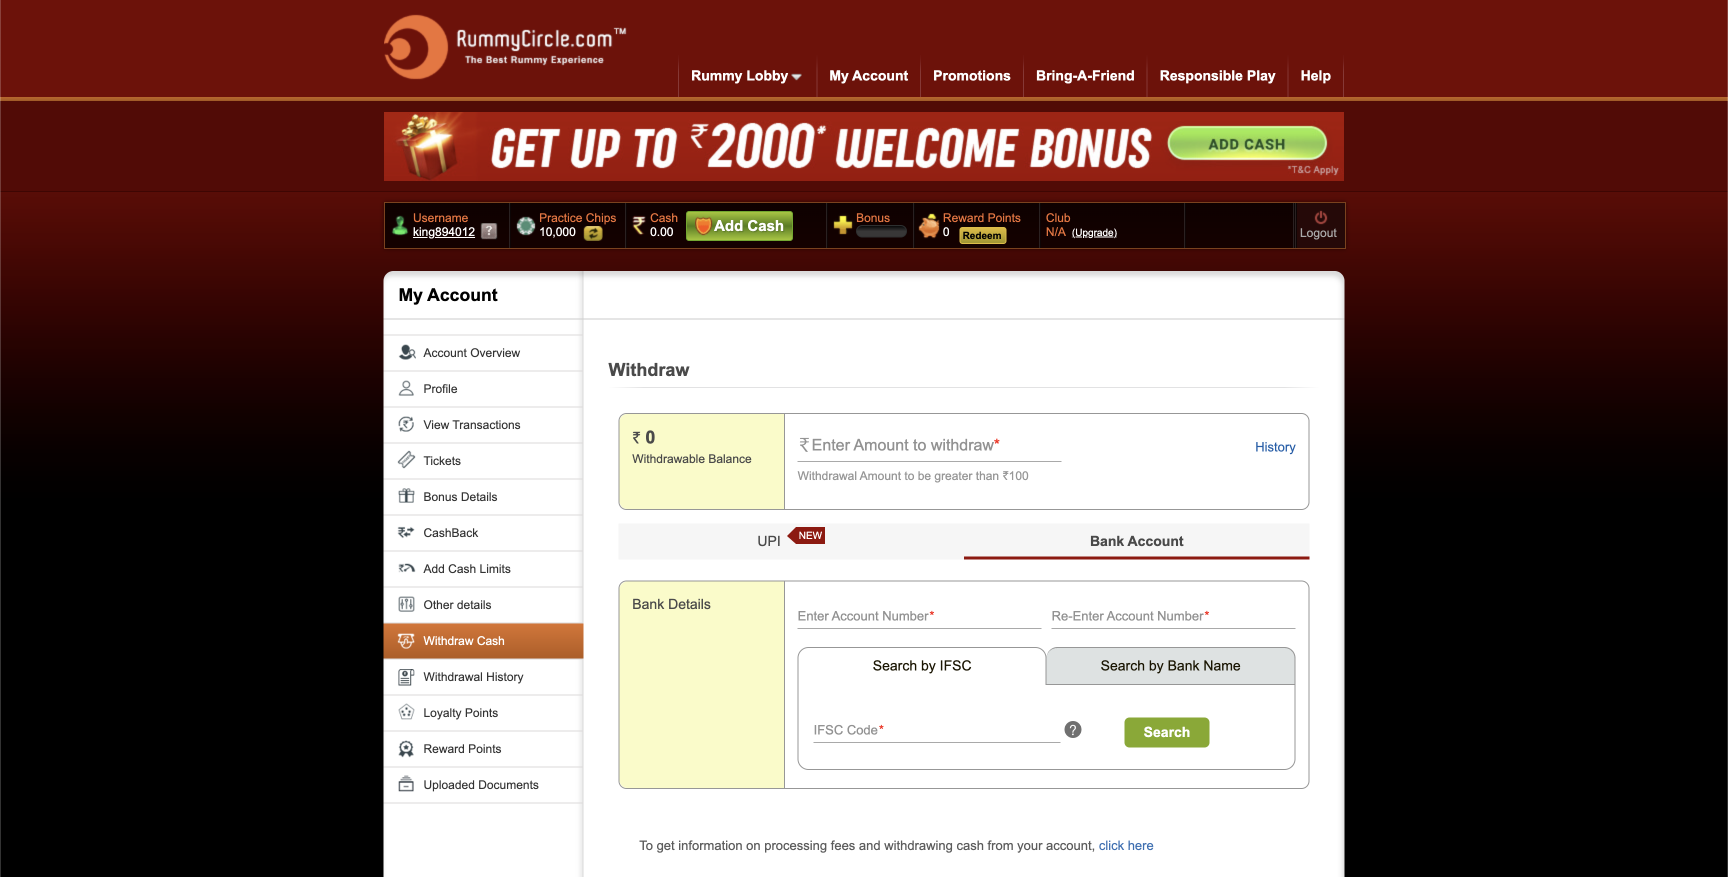 RummyCircle.com™
The Best Rummy Experience
Rummy Lobby
My Account
Promotions
Bring-A-Friend
Responsible Play
Help
GET UP TO ₹2000* WELCOME BONUS
ADD CASH
*T&C Apply
Username
king894012 ?
Practice Chips
10,000
₹ Cash
0.00
Add Cash
Bonus
Reward Points
0 Redeem
Club
N/A (Upgrade)
Logout
My Account
Account Overview
Profile
View Transactions
Tickets
Bonus Details
CashBack
Add Cash Limits
Other details
Withdraw Cash
Withdrawal History
Loyalty Points
Reward Points
Uploaded Documents
Withdraw
₹ 0
Withdrawable Balance
₹ Enter Amount to withdraw*
Withdrawal Amount to be greater than ₹100
History
UPI NEW
Bank Account
Bank Details
Enter Account Number*
Re-Enter Account Number*
Search by IFSC
Search by Bank Name
IFSC Code*
?
Search
To get information on processing fees and withdrawing cash from your account, click here